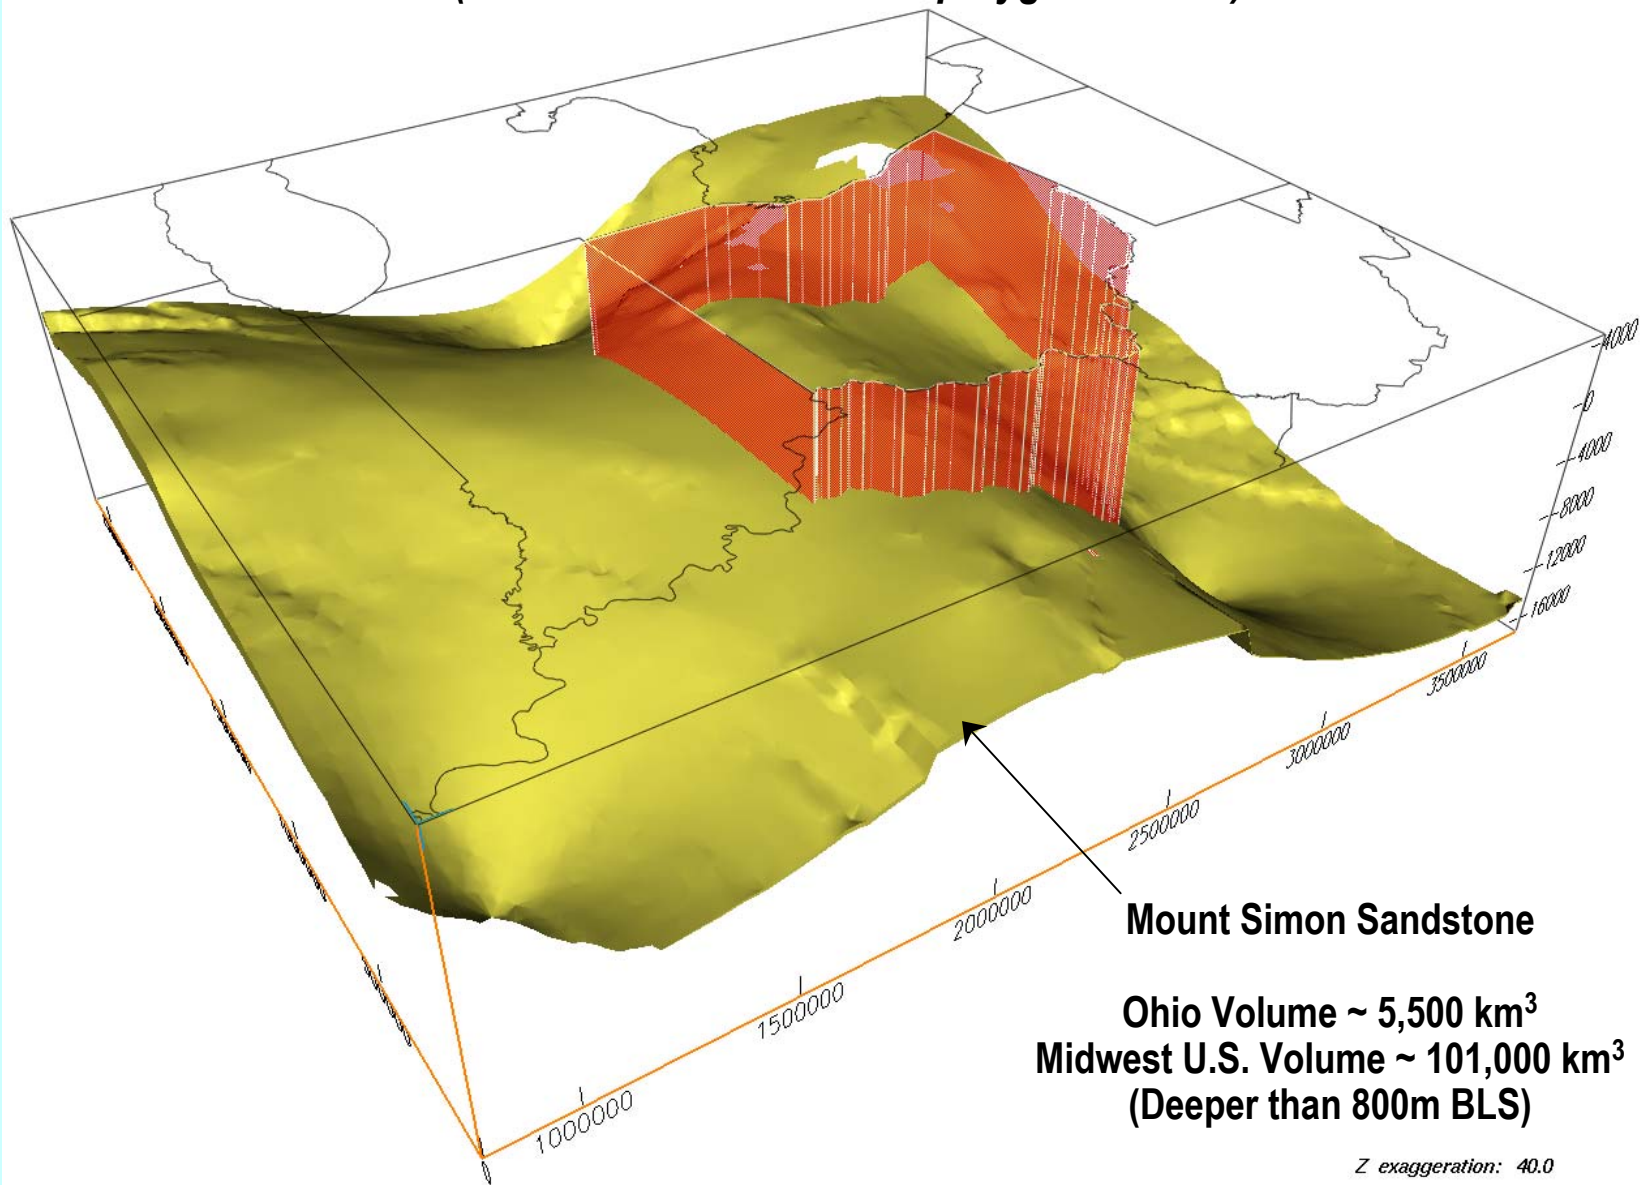 4000
0
-4000
-8000
-12000
-16000
3500000
3000000
2500000
2000000
1500000
1000000
0
Mount Simon Sandstone
Ohio Volume ~ 5,500 km³
Midwest U.S. Volume ~ 101,000 km³
(Deeper than 800m BLS)
Z exaggeration: 40.0